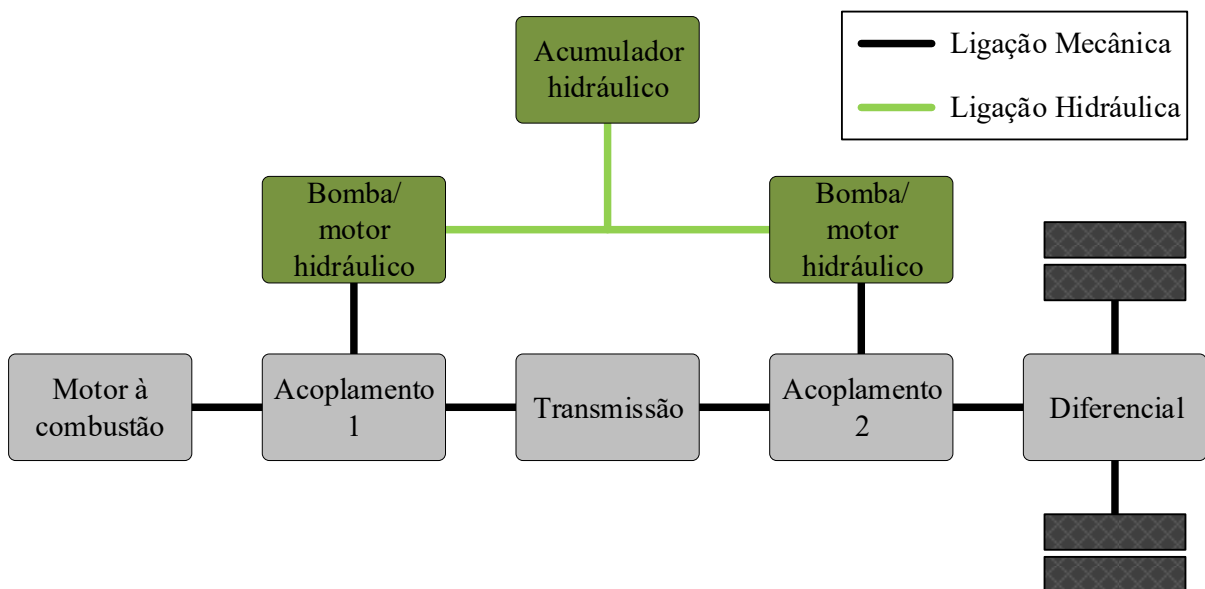 Acumulador
hidráulico
Ligação Mecânica
Ligação Hidráulica
Bomba/
motor
hidráulico
Bomba/
motor
hidráulico
Motor à
combustão
Acoplamento
1
Transmissão
Acoplamento
2
Diferencial